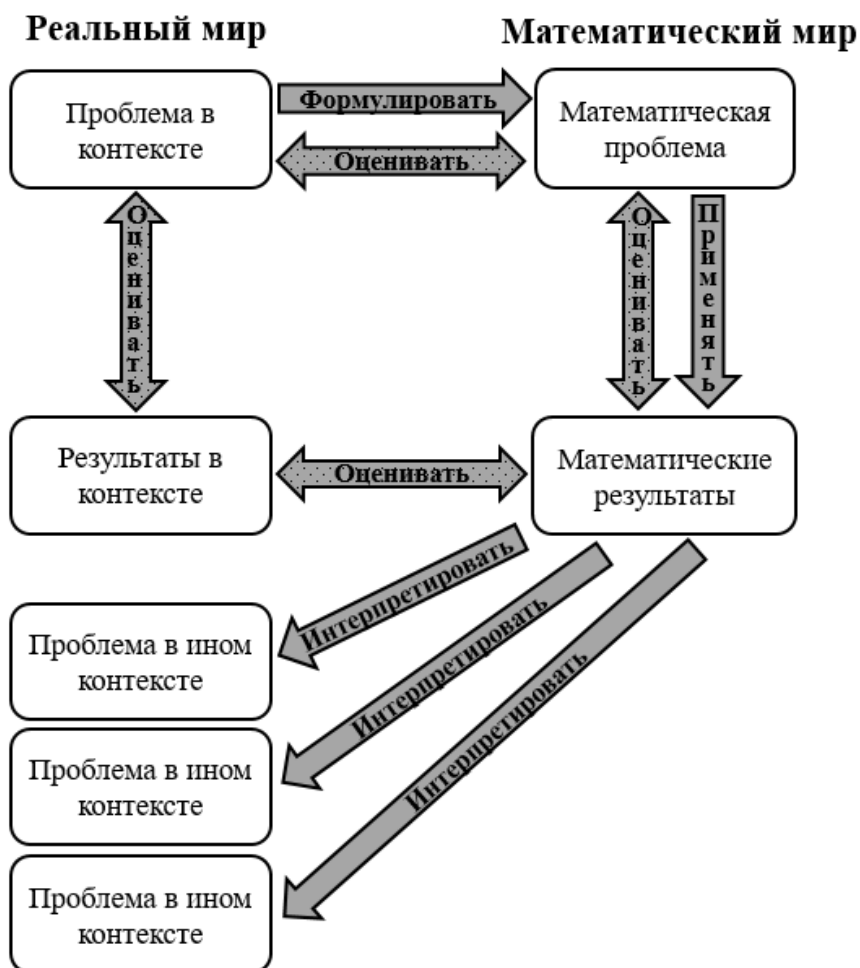 Реальный мир
Математический мир
Проблема в
контексте
Формулировать
Оценивать
Математическая
проблема
Оценивать
Оценивать
Применять
Результаты в
контексте
Оценивать
Математические
результаты
Интерпретировать
Проблема в ином
контексте
Интерпретировать
Проблема в ином
контексте
Интерпретировать
Проблема в ином
контексте